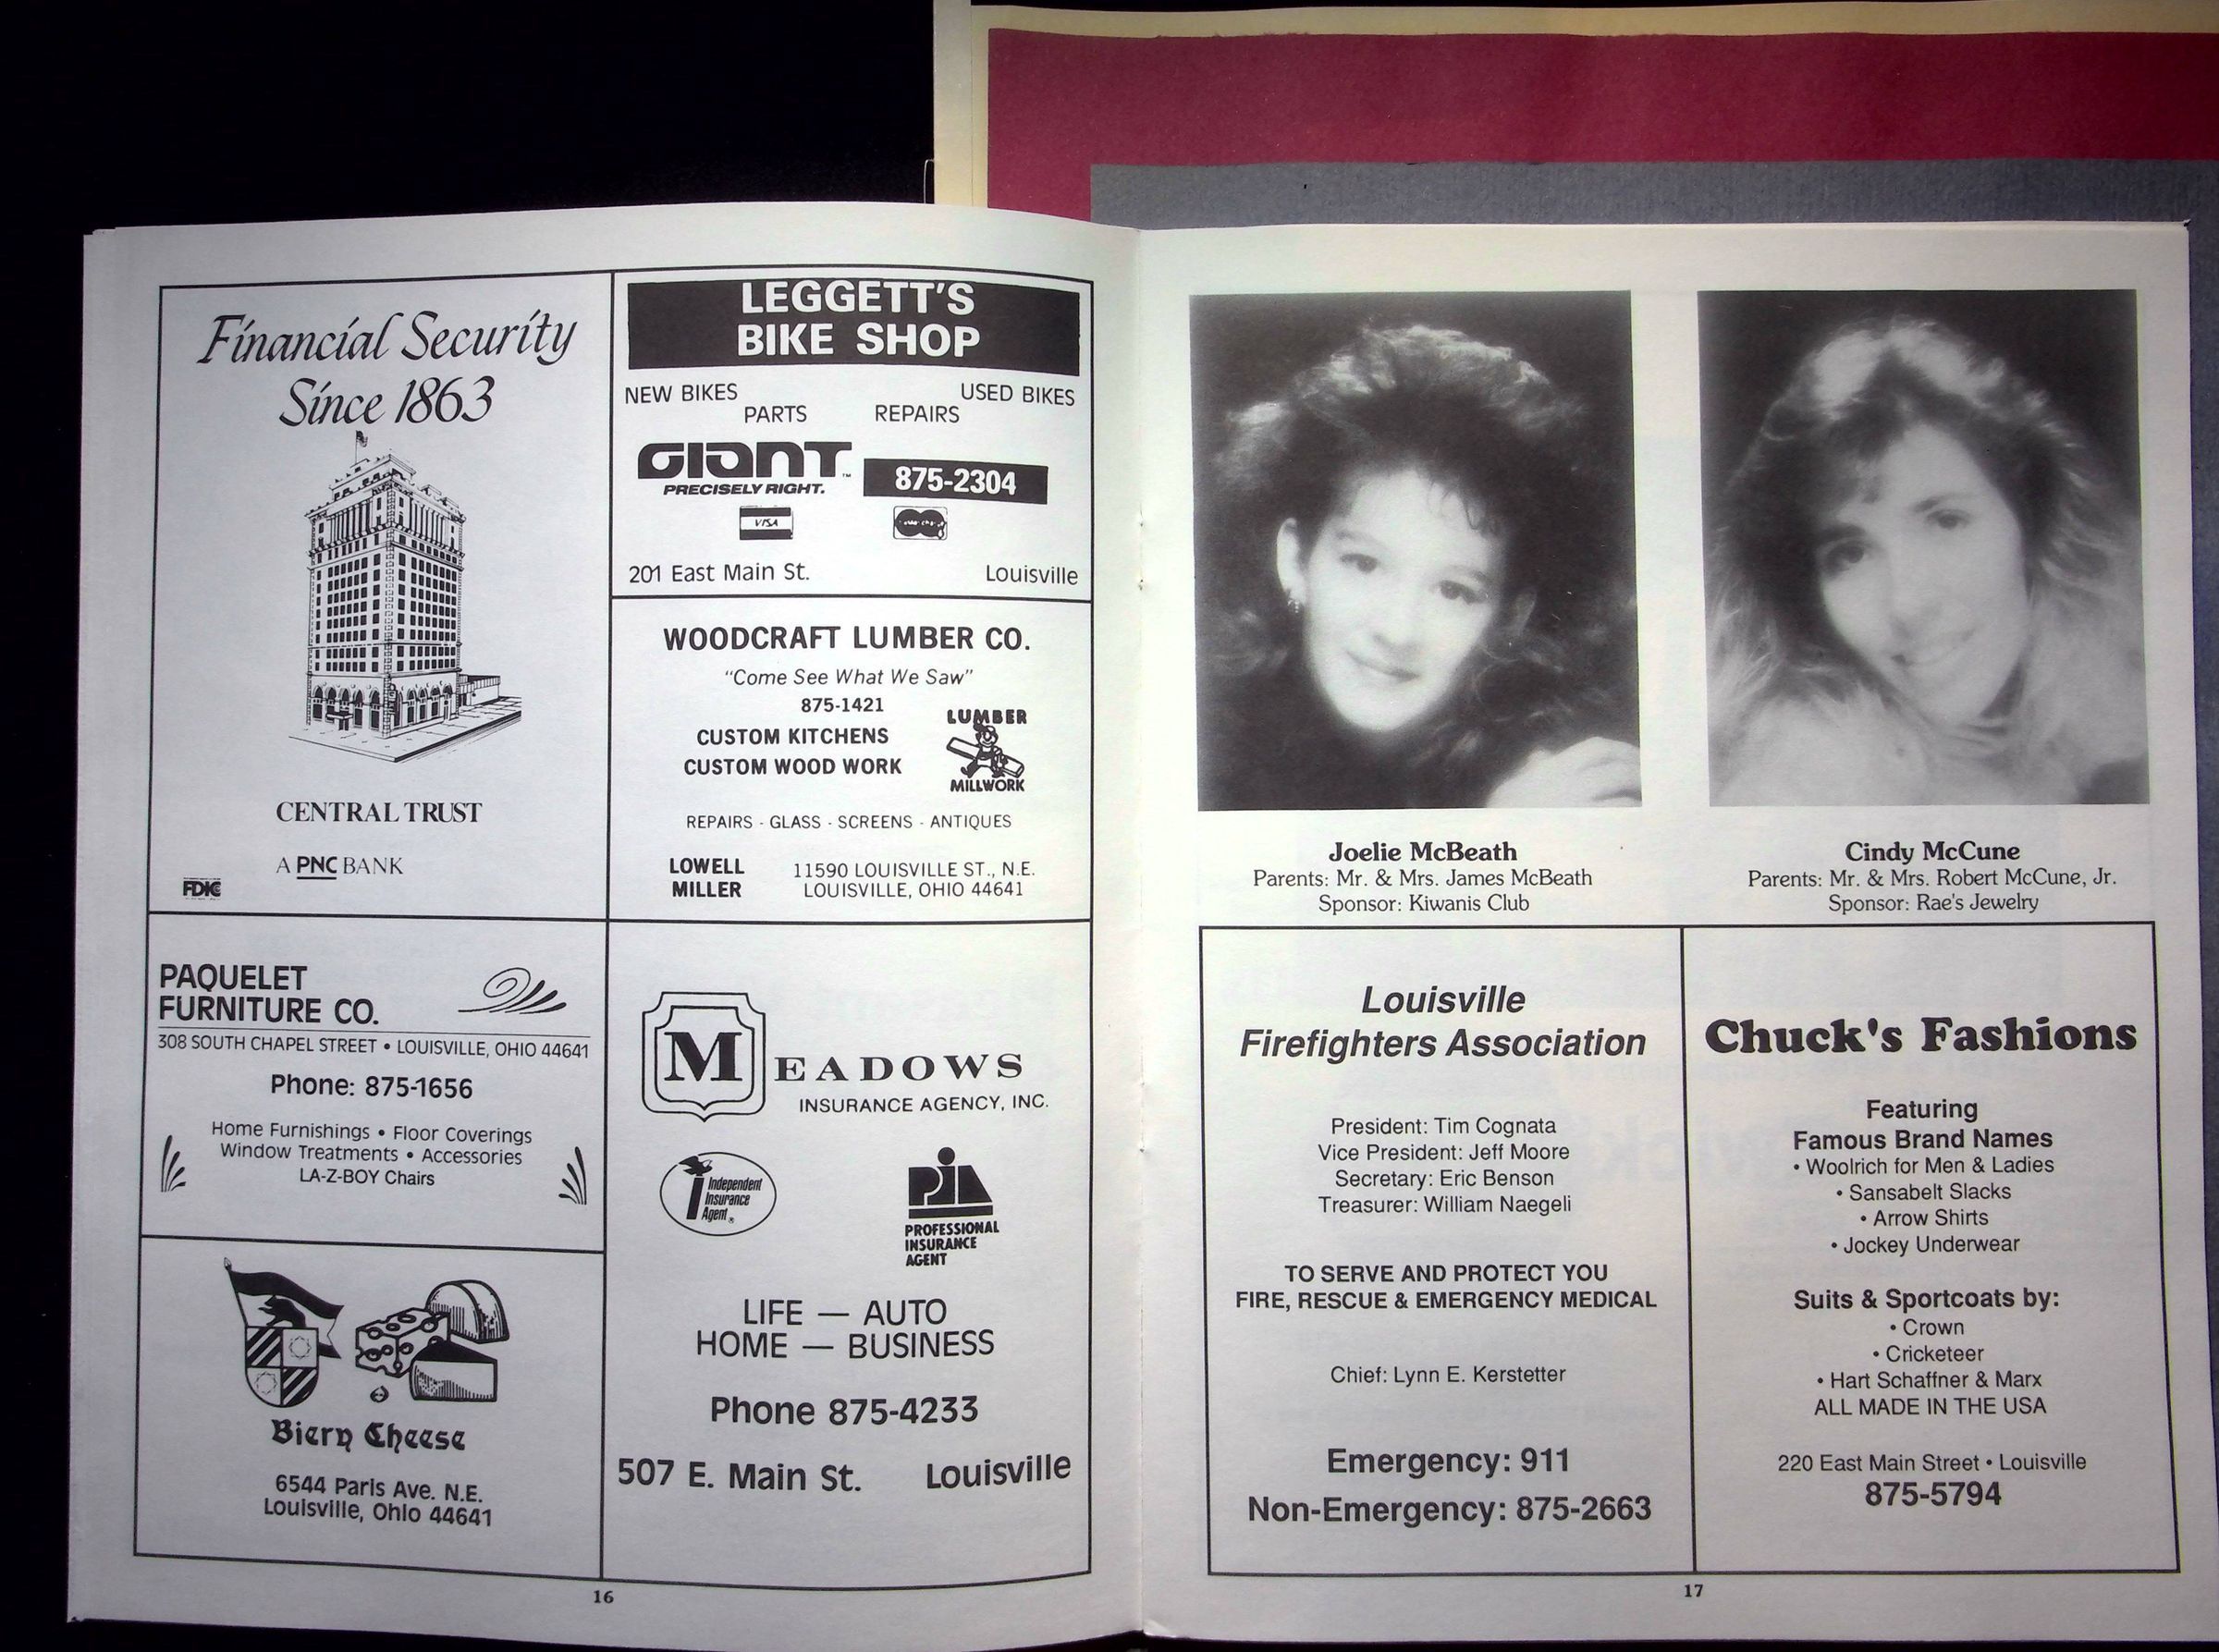 Financial Security
Since 1863
CENTRAL TRUST
A PNC BANK
FDIC
LEGGETT'S
BIKE SHOP
NEW BIKES USED BIKES
PARTS REPAIRS
GIANT™
PRECISELY RIGHT.
875-2304
VISA
201 East Main St. Louisville
WOODCRAFT LUMBER CO.
"Come See What We Saw"
875-1421
CUSTOM KITCHENS
CUSTOM WOOD WORK
LUMBER
MILLWORK
REPAIRS - GLASS - SCREENS - ANTIQUES
LOWELL
MILLER
11590 LOUISVILLE ST., N.E.
LOUISVILLE, OHIO 44641
PAQUELET
FURNITURE CO.
308 SOUTH CHAPEL STREET • LOUISVILLE, OHIO 44641
Phone: 875-1656
Home Furnishings • Floor Coverings
Window Treatments • Accessories
LA-Z-BOY Chairs
Biery Cheese
6544 Paris Ave. N.E.
Louisville, Ohio 44641
MEADOWS
INSURANCE AGENCY, INC.
Independent
Insurance
Agent®
PIA
PROFESSIONAL
INSURANCE
AGENT
LIFE — AUTO
HOME — BUSINESS
Phone 875-4233
507 E. Main St. Louisville
16
Joelie McBeath
Parents: Mr. & Mrs. James McBeath
Sponsor: Kiwanis Club
Cindy McCune
Parents: Mr. & Mrs. Robert McCune, Jr.
Sponsor: Rae's Jewelry
Louisville
Firefighters Association
President: Tim Cognata
Vice President: Jeff Moore
Secretary: Eric Benson
Treasurer: William Naegeli
TO SERVE AND PROTECT YOU
FIRE, RESCUE & EMERGENCY MEDICAL
Chief: Lynn E. Kerstetter
Emergency: 911
Non-Emergency: 875-2663
Chuck's Fashions
Featuring
Famous Brand Names
• Woolrich for Men & Ladies
• Sansabelt Slacks
• Arrow Shirts
• Jockey Underwear
Suits & Sportcoats by:
• Crown
• Cricketeer
• Hart Schaffner & Marx
ALL MADE IN THE USA
220 East Main Street • Louisville
875-5794
17